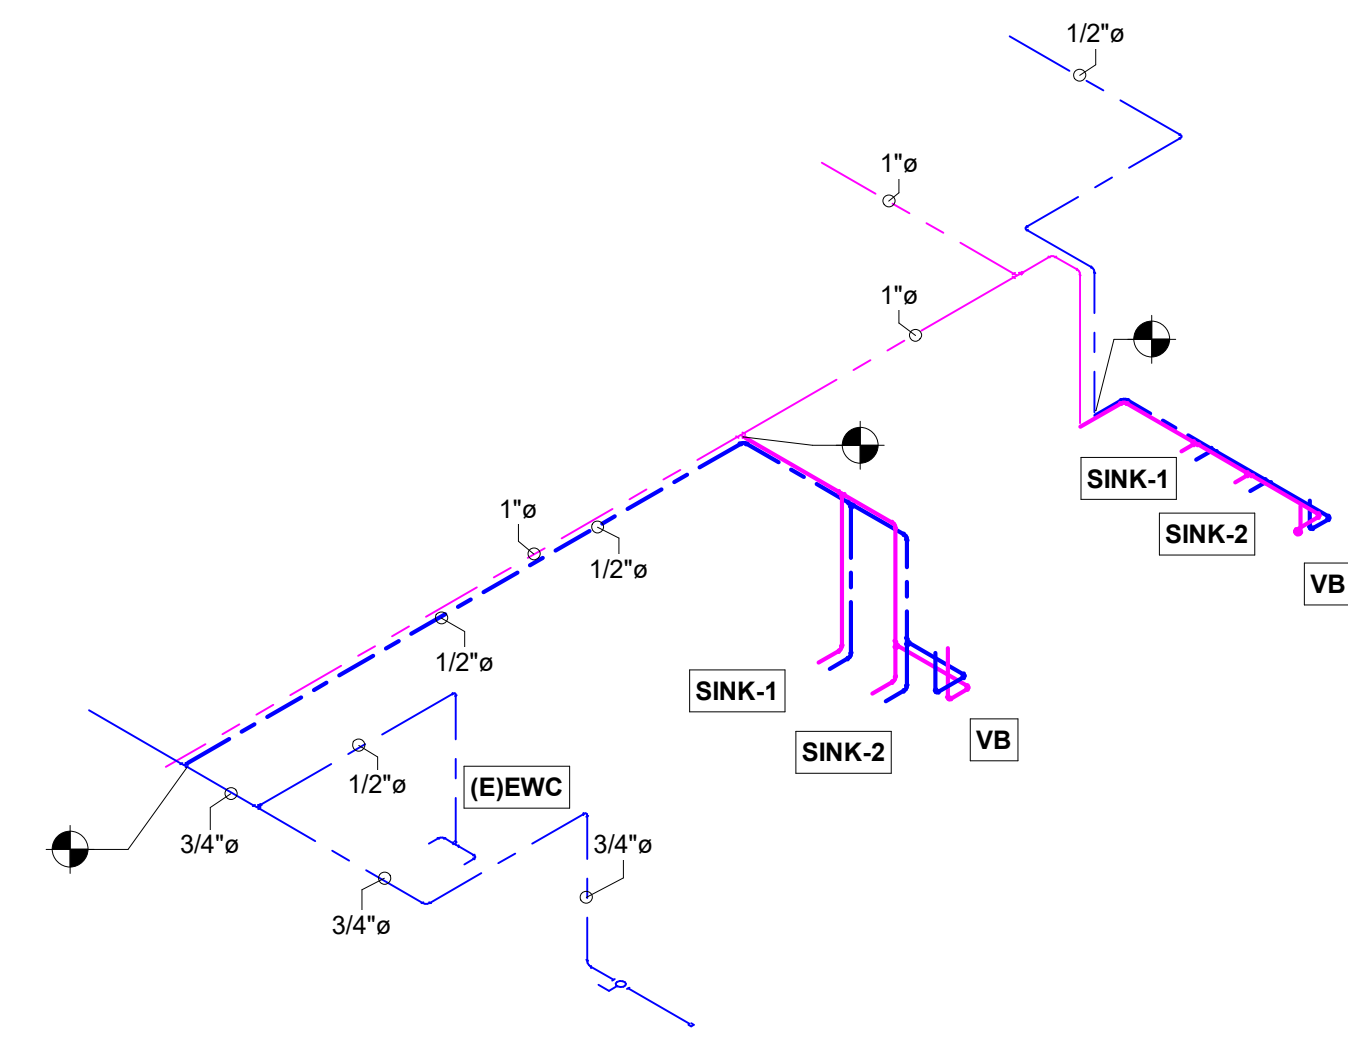 1/2"ø
1"ø
1"ø
SINK-1
1"ø
SINK-2
1/2"ø
VB
1/2"ø
SINK-1
VB
SINK-2
1/2"ø
(E)EWC
3/4"ø
3/4"ø
3/4"ø